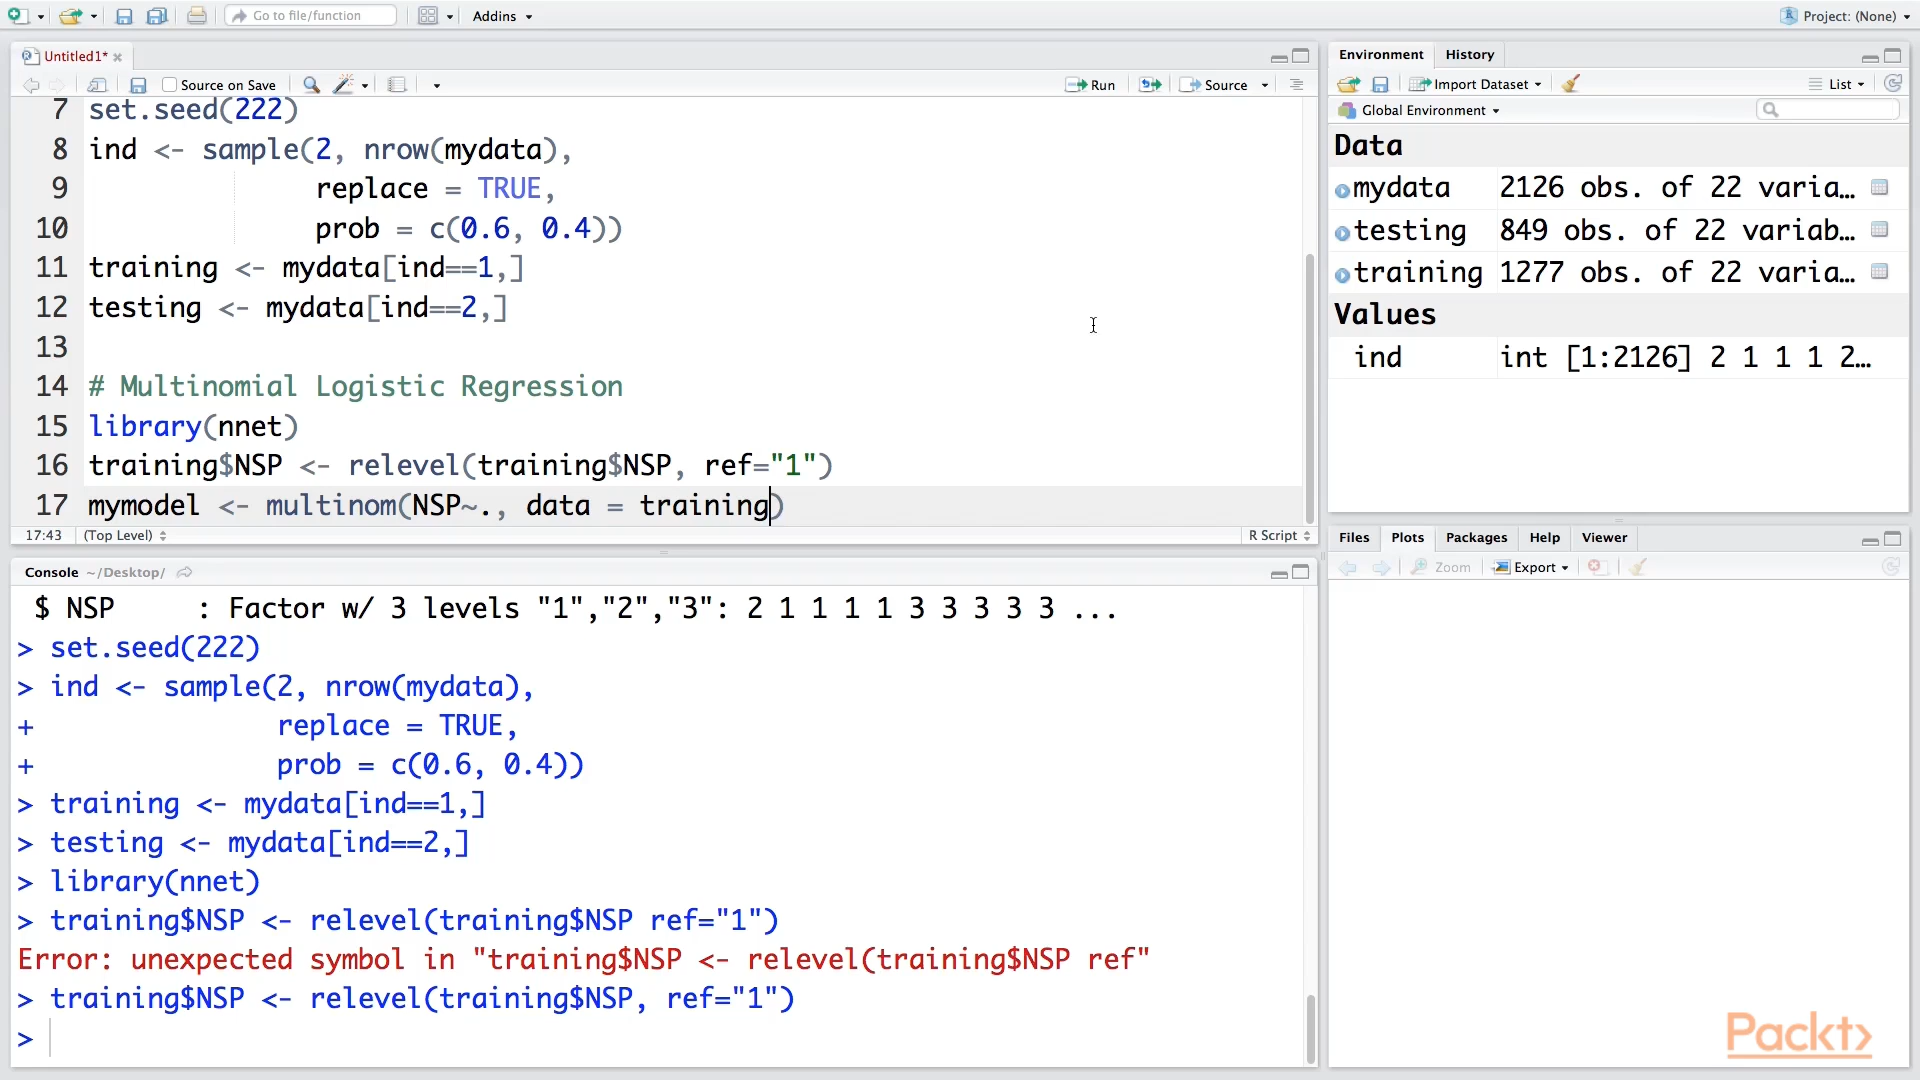 Go to file/function
Addins
Project: (None)
Untitled1*
Source on Save
Run
Source
7 set.seed(222)
8 ind <- sample(2, nrow(mydata),
9 replace = TRUE,
10 prob = c(0.6, 0.4))
11 training <- mydata[ind==1,]
12 testing <- mydata[ind==2,]
13
14 # Multinomial Logistic Regression
15 library(nnet)
16 training$NSP <- relevel(training$NSP, ref="1")
17 mymodel <- multinom(NSP~., data = training)
17:43 (Top Level) R Script
Console ~/Desktop/
$ NSP : Factor w/ 3 levels "1","2","3": 2 1 1 1 1 3 3 3 3 3 ...
> set.seed(222)
> ind <- sample(2, nrow(mydata),
+ replace = TRUE,
+ prob = c(0.6, 0.4))
> training <- mydata[ind==1,]
> testing <- mydata[ind==2,]
> library(nnet)
> training$NSP <- relevel(training$NSP ref="1")
Error: unexpected symbol in "training$NSP <- relevel(training$NSP ref"
> training$NSP <- relevel(training$NSP, ref="1")
>
Environment History
Import Dataset List
Global Environment
Data
mydata 2126 obs. of 22 varia…
testing 849 obs. of 22 variab…
training 1277 obs. of 22 varia…
Values
ind int [1:2126] 2 1 1 1 2…
Files Plots Packages Help Viewer
Zoom Export
Packt>